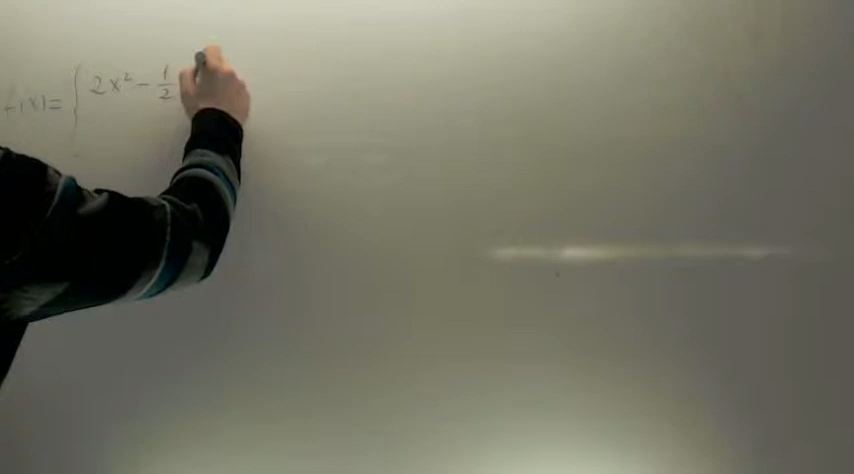 f(x) = { 2x² - 1/2